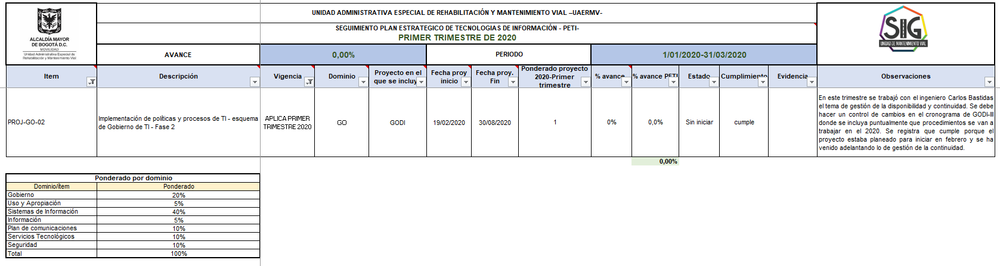 ALCALDÍA MAYOR
DE BOGOTÁ D.C.
MOVILIDAD
Unidad Administrativa Especial de
Rehabilitación y Mantenimiento Vial
UNIDAD ADMINISTRATIVA ESPECIAL DE REHABILITACIÓN Y MANTENIMIENTO VIAL –UAERMV-
SEGUIMIENTO PLAN ESTRATEGICO DE TECNOLOGIAS DE INFORMACIÓN - PETI-
PRIMER TRIMESTRE DE 2020
SIG
UNIDAD DE MANTENIMIENTO VIAL
AVANCE 0,00% PERIODO 1/01/2020-31/03/2020
Item
Descripción
Vigencia
Dominio
Proyecto en el
que se incluy
Fecha proy
inicio
Fecha proy.
Fin
Ponderado proyecto
2020-Primer
trimestre
% avance
% avance PETI
Estado
Cumplimiento
Evidencia
Observaciones
PROJ-GO-02
Implementación de políticas y procesos de TI - esquema
de Gobierno de TI - Fase 2
APLICA PRIMER
TRIMESTRE 2020
GO
GODI
19/02/2020
30/08/2020
1
0%
0,0%
Sin iniciar
cumple
En este trimestre se trabajó con el ingeniero Carlos Bastidas
el tema de gestión de la disponibilidad y continuidad. Se debe
hacer un control de cambios en el cronograma de GODI-III
donde se incluya puntualmente que procedimientos se van a
trabajar en el 2020. Se registra que cumple porque el
proyecto estaba planeado para iniciar en febrero y se ha
venido adelantando lo de gestión de la continuidad.
0,00%
Ponderado por dominio
Dominio/ítem Ponderado
Gobierno 20%
Uso y Apropiación 5%
Sistemas de Información 40%
Información 5%
Plan de comunicaciones 10%
Servicios Tecnológicos 10%
Seguridad 10%
Total 100%